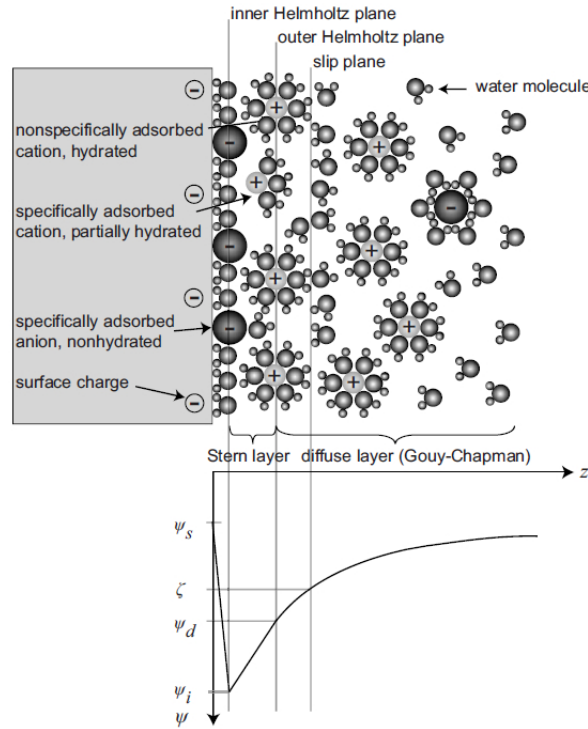 inner Helmholtz plane
outer Helmholtz plane
slip plane
water molecule
nonspecifically adsorbed
cation, hydrated
specifically adsorbed
cation, partially hydrated
specifically adsorbed
anion, nonhydrated
surface charge
Stern layer
diffuse layer (Gouy-Chapman)
z
ψs
ζ
ψd
ψi
ψ